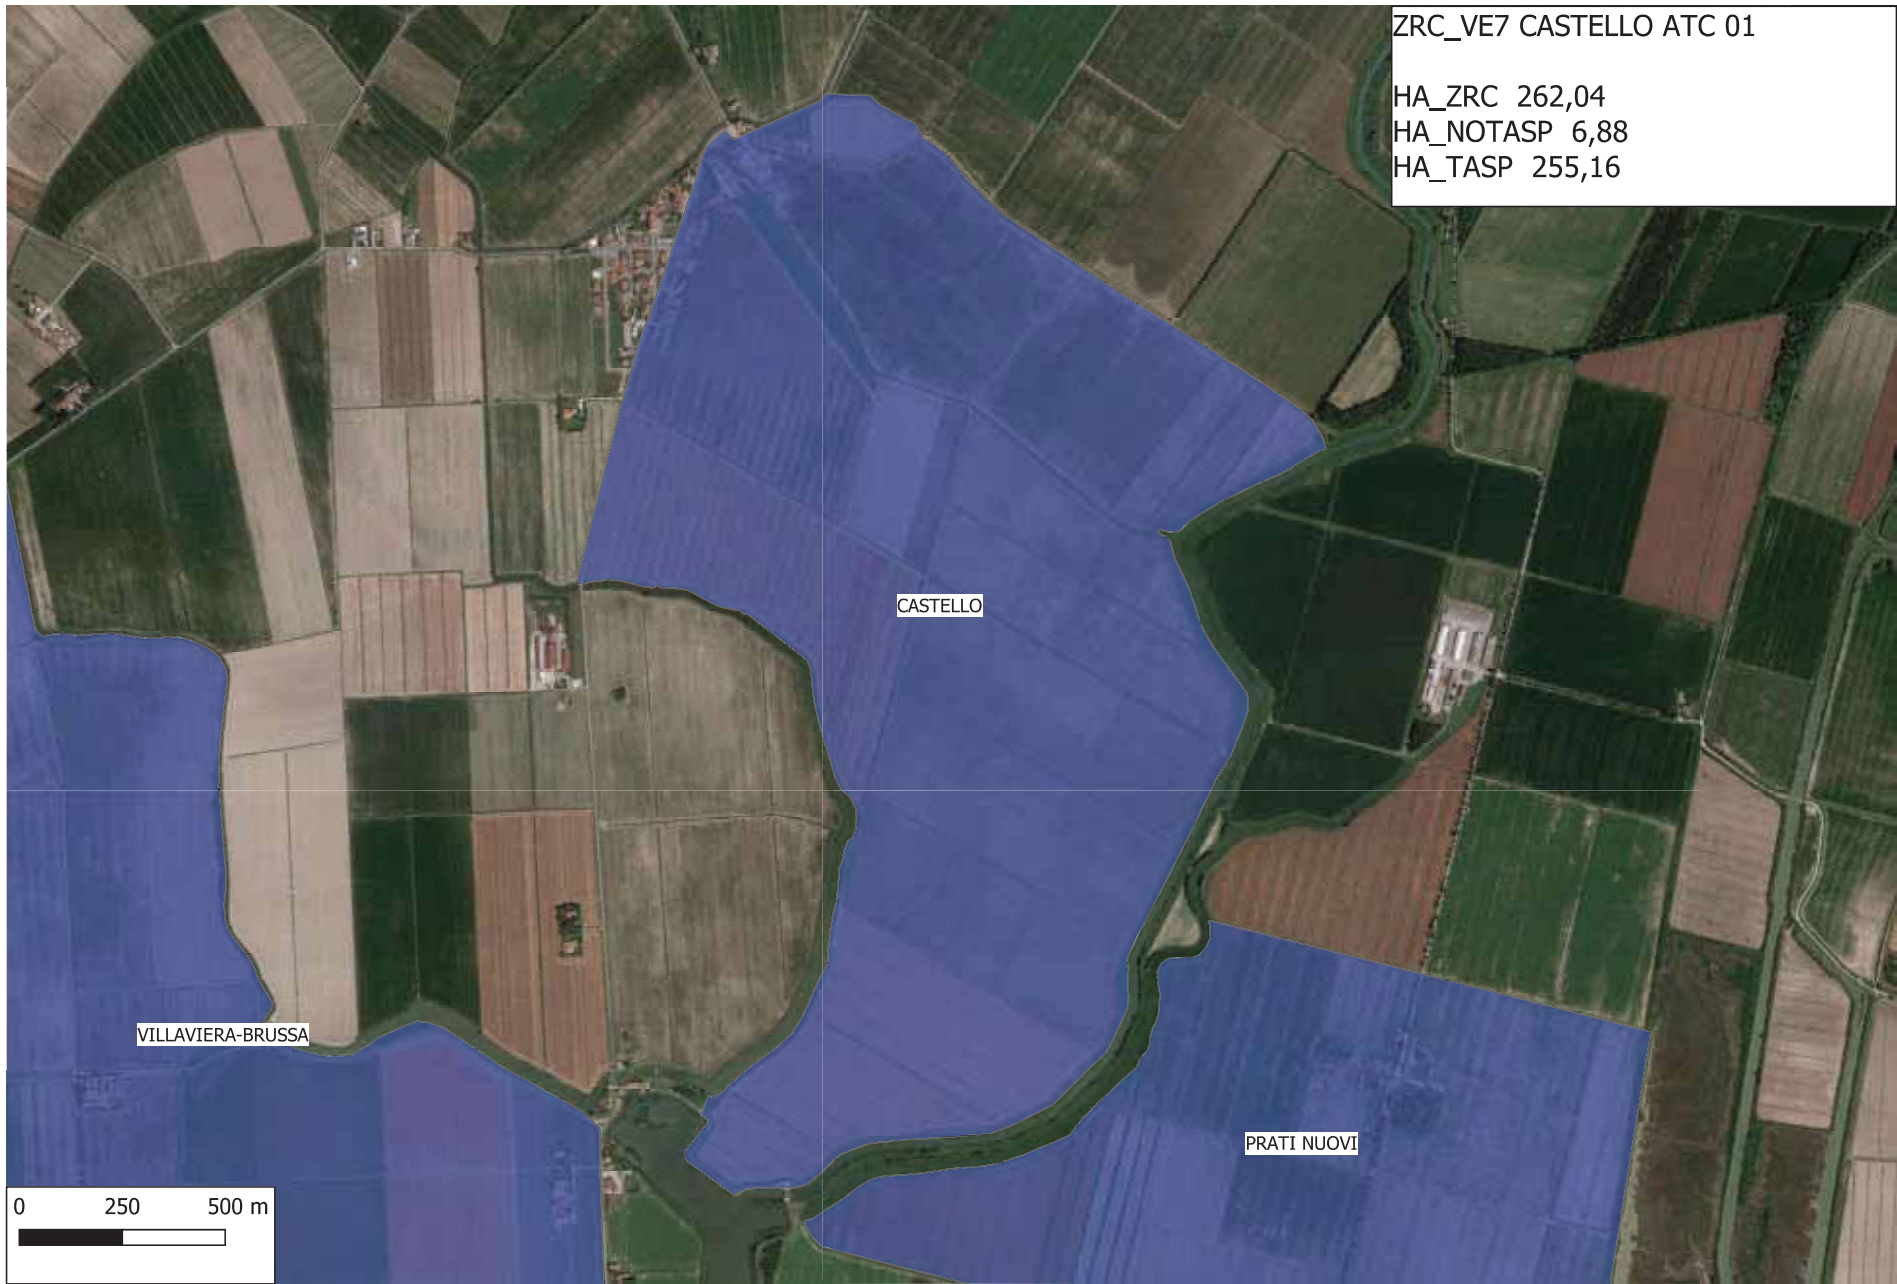 ZRC_VE7 CASTELLO ATC 01
HA_ZRC 262,04
HA_NOTASP 6,88
HA_TASP 255,16
CASTELLO
VILLAVIERA-BRUSSA
PRATI NUOVI
0 250 500 m